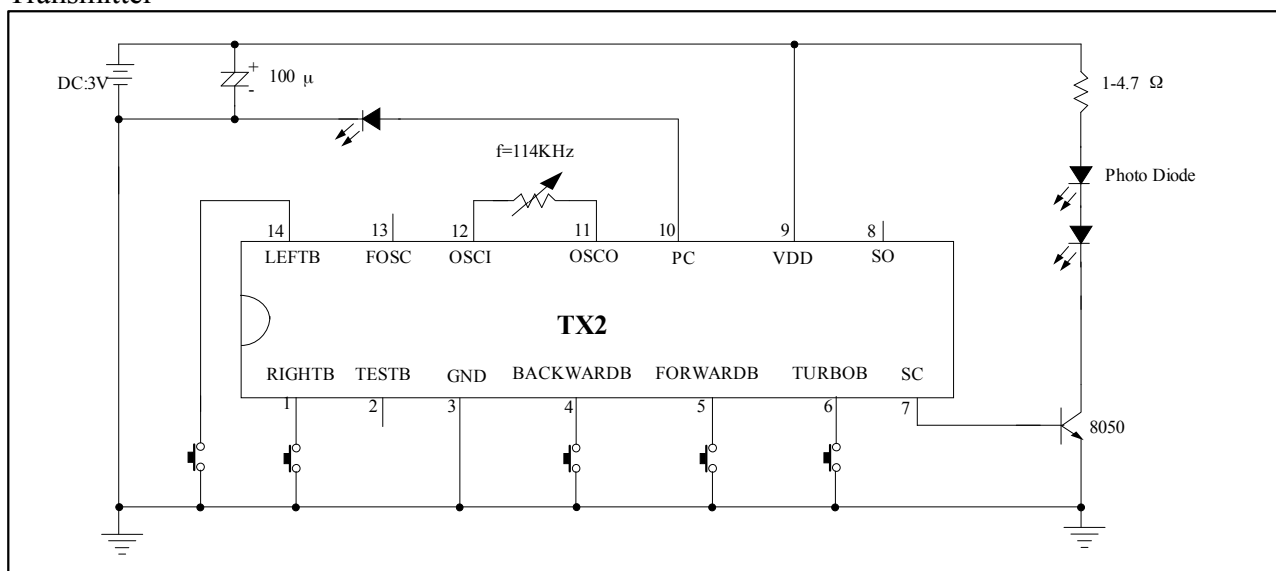 Transmitter
DC:3V
+
100 μ
-
1-4.7 Ω
f=114KHz
Photo Diode
14 13 12 11 10 9 8
LEFTB FOSC OSCI OSCO PC VDD SO
TX2
RIGHTB TESTB GND BACKWARDB FORWARDB TURBOB SC
1 2 3 4 5 6 7
8050